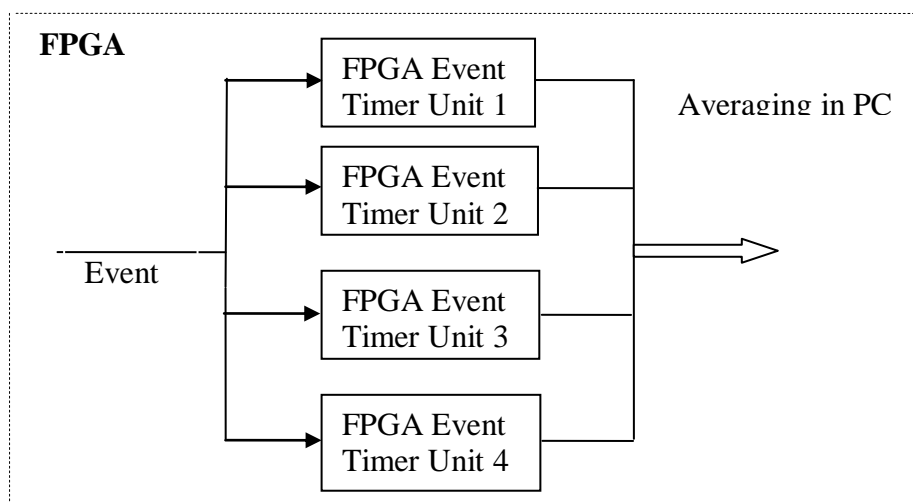 FPGA
FPGA Event
Timer Unit 1
Averaging in PC
FPGA Event
Timer Unit 2
Event
FPGA Event
Timer Unit 3
FPGA Event
Timer Unit 4